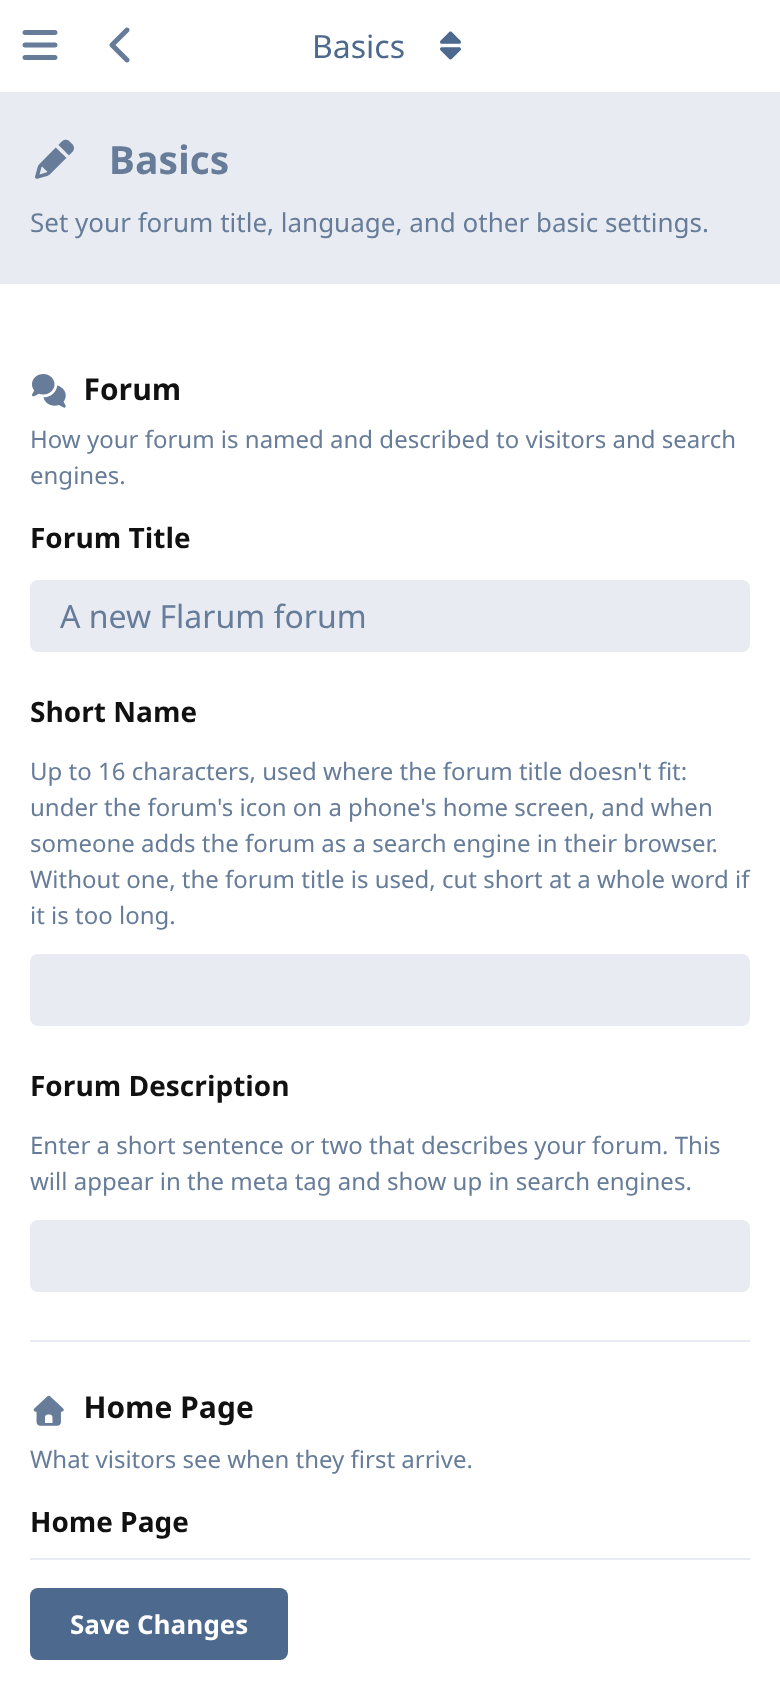 Basics
Basics
Set your forum title, language, and other basic settings.
Forum
How your forum is named and described to visitors and search
engines.
Forum Title
A new Flarum forum
Short Name
Up to 16 characters, used where the forum title doesn't fit:
under the forum's icon on a phone's home screen, and when
someone adds the forum as a search engine in their browser.
Without one, the forum title is used, cut short at a whole word if
it is too long.
Forum Description
Enter a short sentence or two that describes your forum. This
will appear in the meta tag and show up in search engines.
Home Page
What visitors see when they first arrive.
Home Page
Save Changes